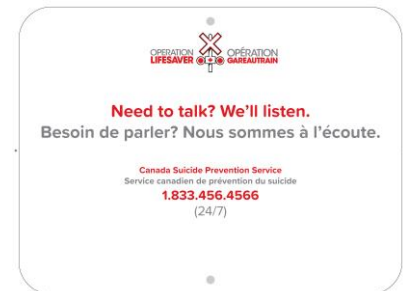 OPERATION LIFESAVER
OPÉRATION GAREAUTRAIN
Need to talk? We'll listen.
Besoin de parler? Nous sommes à l'écoute.
Canada Suicide Prevention Service
Service canadien de prévention du suicide
1.833.456.4566
(24/7)